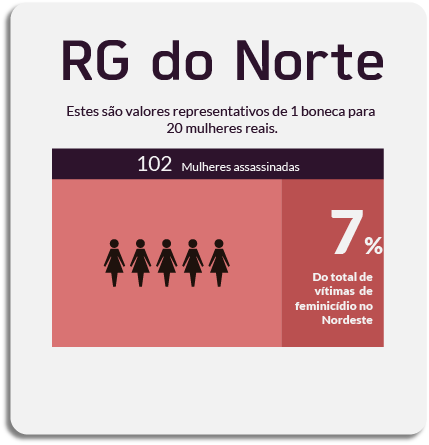 RG do Norte
Estes são valores representativos de 1 boneca para
20 mulheres reais.
102 Mulheres assassinadas
7%
Do total de
vítimas de
feminicídio no
Nordeste